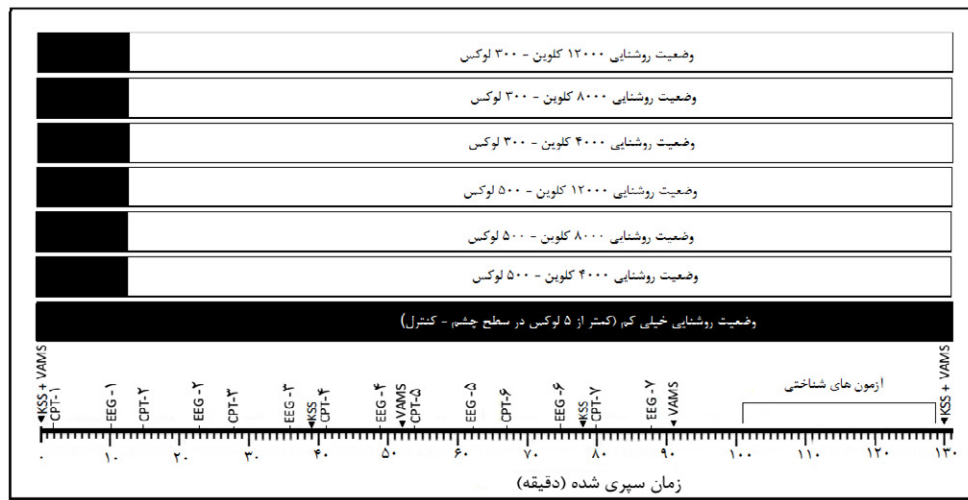 وضعیت روشنایی ۱۲۰۰۰ کلوین - ۳۰۰ لوکس
وضعیت روشنایی ۸۰۰۰ کلوین - ۳۰۰ لوکس
وضعیت روشنایی ۴۰۰۰ کلوین - ۳۰۰ لوکس
وضعیت روشنایی ۱۲۰۰۰ کلوین - ۵۰۰ لوکس
وضعیت روشنایی ۸۰۰۰ کلوین - ۵۰۰ لوکس
وضعیت روشنایی ۴۰۰۰ کلوین - ۵۰۰ لوکس
وضعیت روشنایی خیلی کم (کمتر از ۵ لوکس در سطح چشم - کنترل)
KSS + VAMS
CPT-۱
EEG -۱
CPT-۲
EEG -۲
CPT-۳
EEG -۳
KSS
CPT-۴
EEG -۴
VAMS
CPT-۵
EEG -۵
CPT-۶
EEG -۶
KSS
CPT-۷
EEG -۷
VAMS
آزمون های شناختی
KSS + VAMS
۰ ۱۰ ۲۰ ۳۰ ۴۰ ۵۰ ۶۰ ۷۰ ۸۰ ۹۰ ۱۰۰ ۱۱۰ ۱۲۰ ۱۳۰
زمان سپری شده (دقیقه)